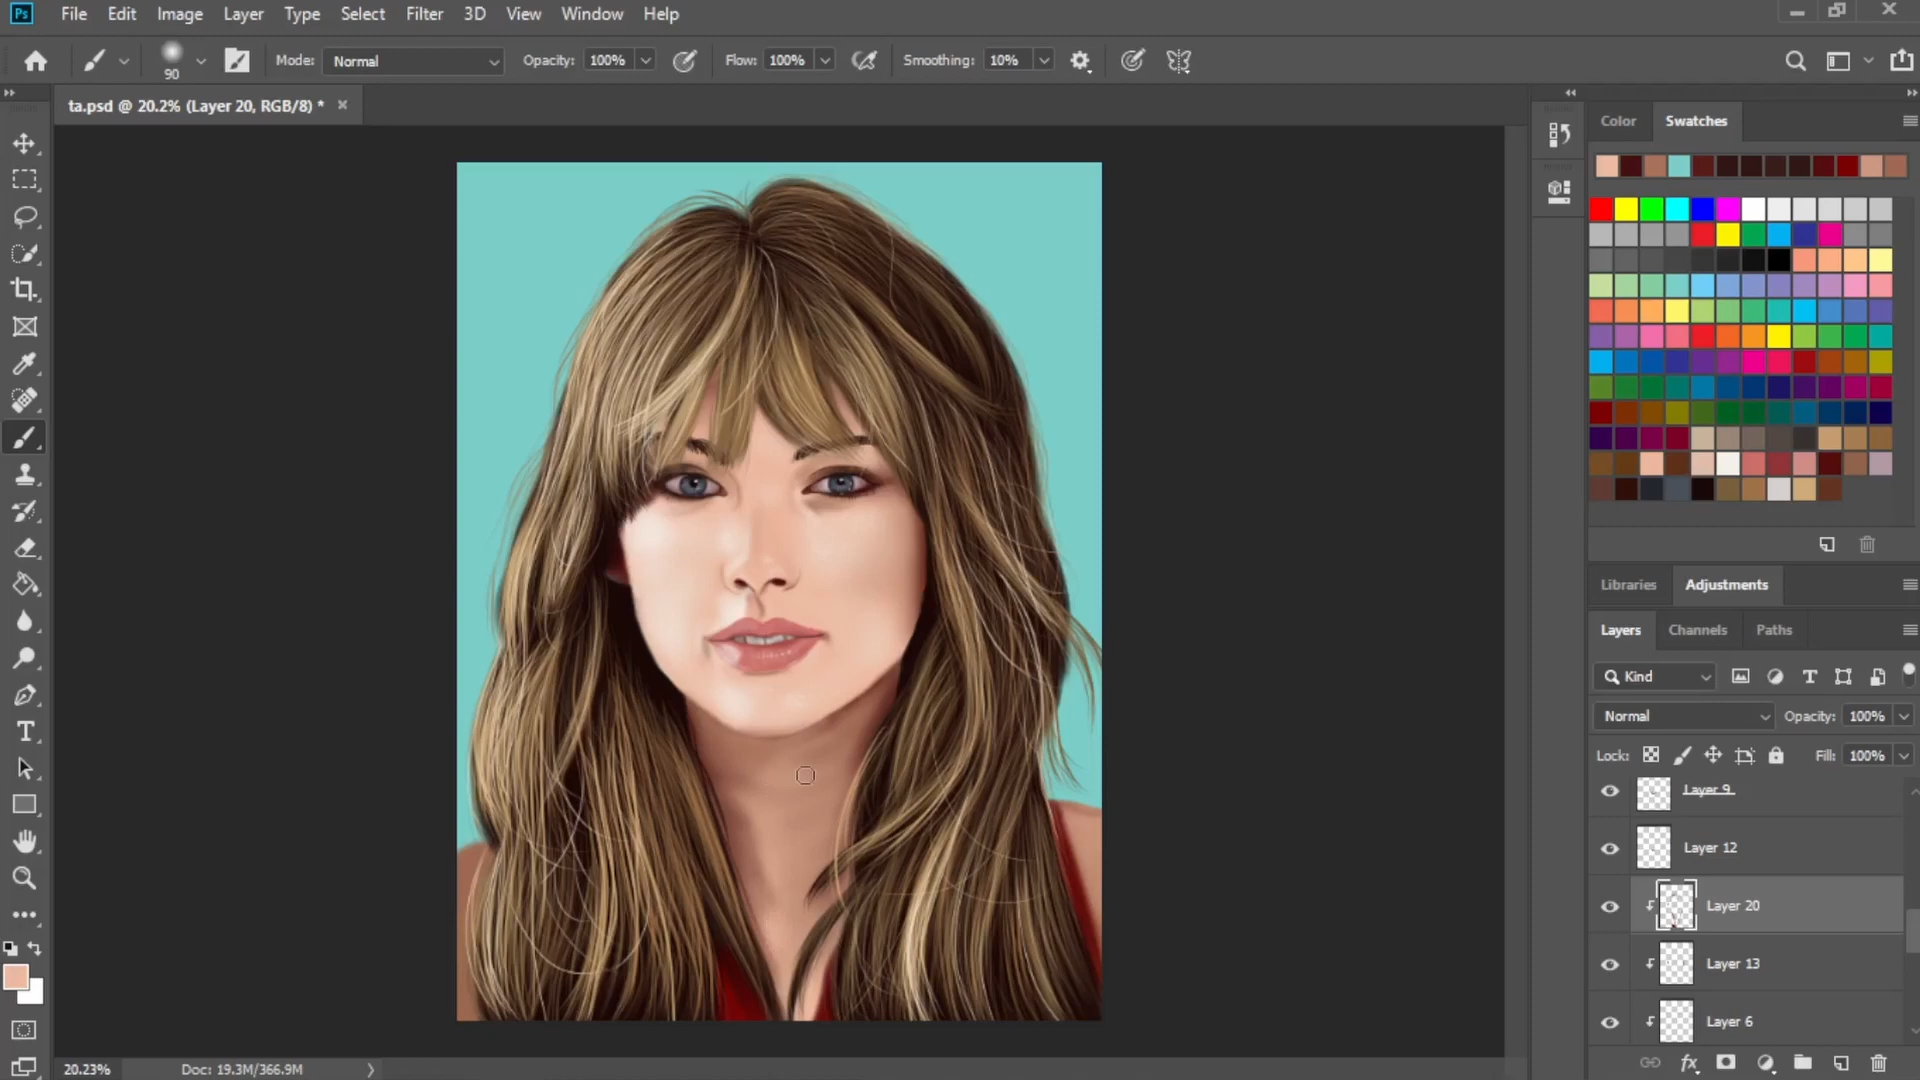 Ps File Edit Image Layer Type Select Filter 3D View Window Help
90 Mode: Normal Opacity: 100% Flow: 100% Smoothing: 10%
ta.psd @ 20.2% (Layer 20, RGB/8) *
Color Swatches
Libraries Adjustments
Layers Channels Paths
Kind
Normal Opacity: 100%
Lock: Fill: 100%
Layer 9
Layer 12
Layer 20
Layer 13
Layer 6
20.23% Doc: 19.3M/366.9M